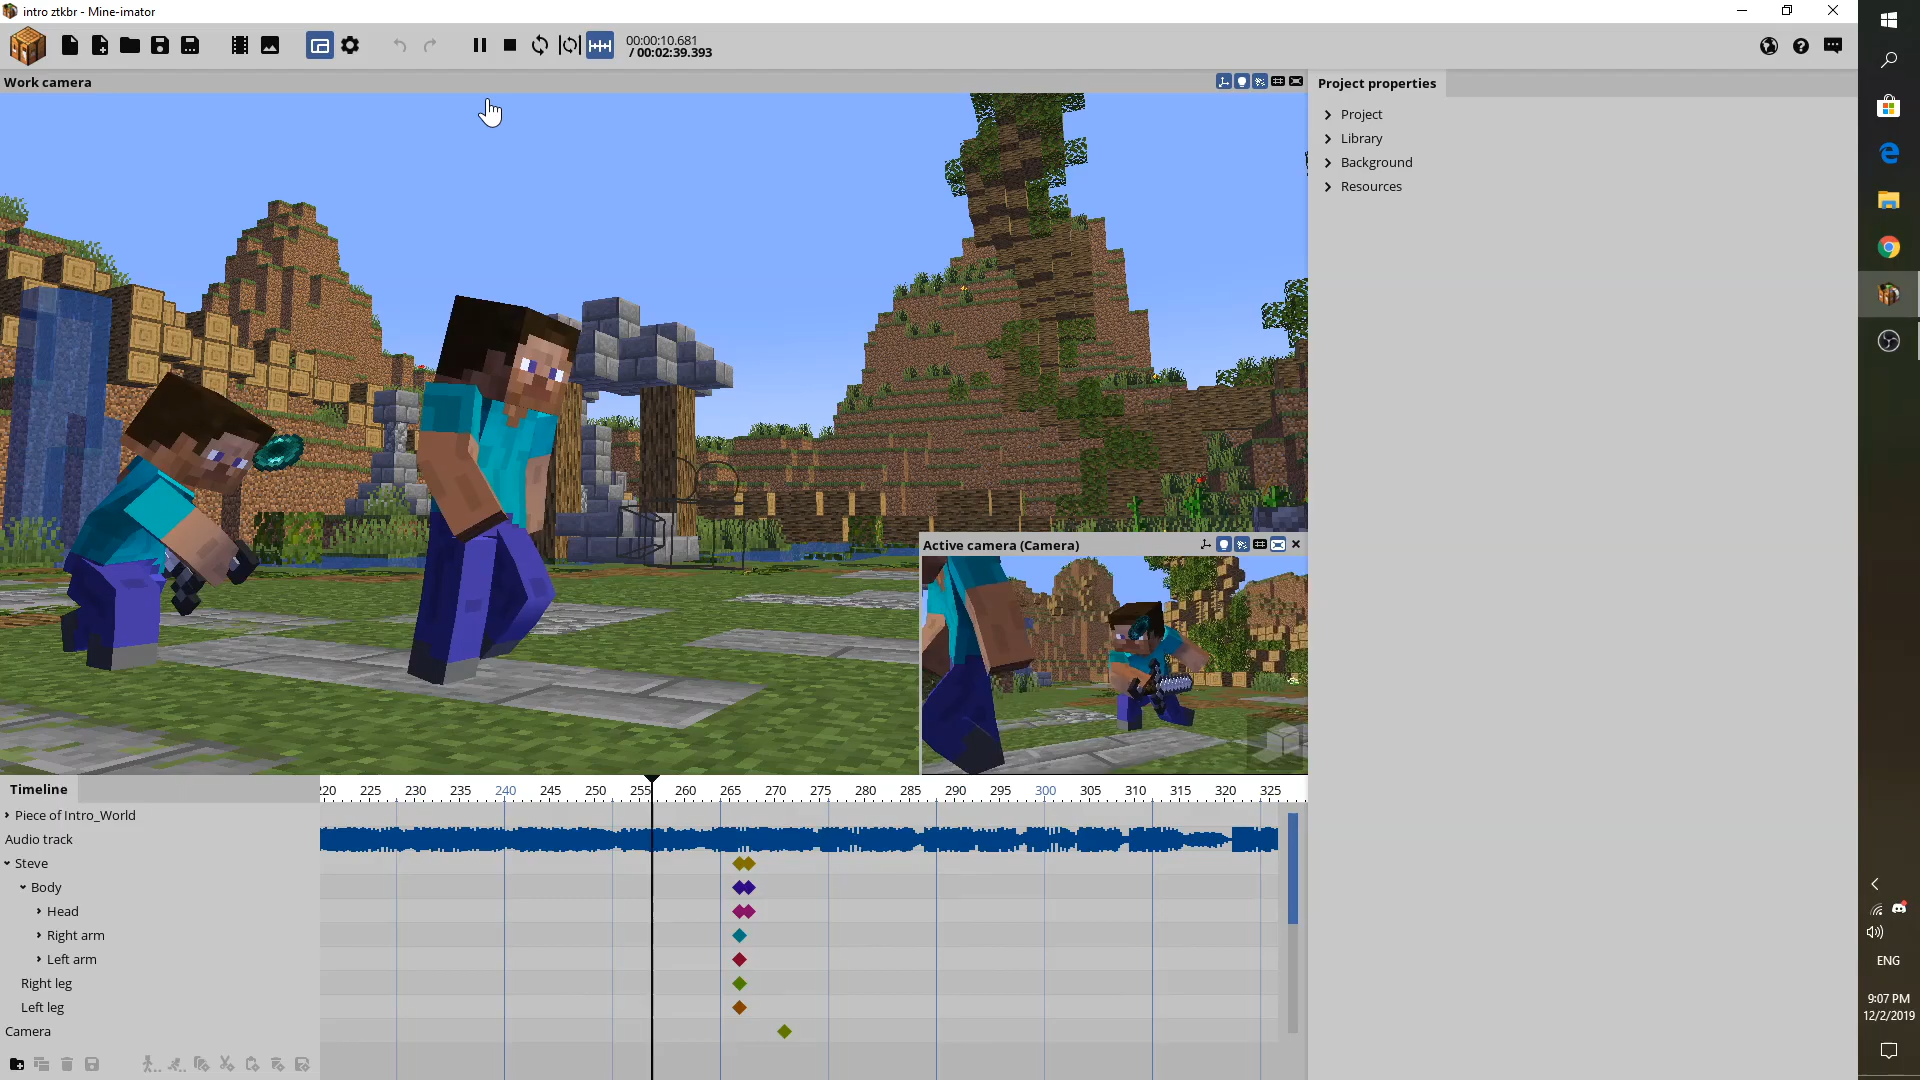 intro ztkbr - Mine-imator
00:00:10.681
/ 00:02:39.393
Work camera
Project properties
Project
Library
Background
Resources
Active camera (Camera)
Timeline
220 225 230 235 240 245 250 255 260 265 270 275 280 285 290 295 300 305 310 315 320 325
Piece of Intro_World
Audio track
Steve
Body
Head
Right arm
Left arm
Right leg
Left leg
Camera
ENG
9:07 PM
12/2/2019